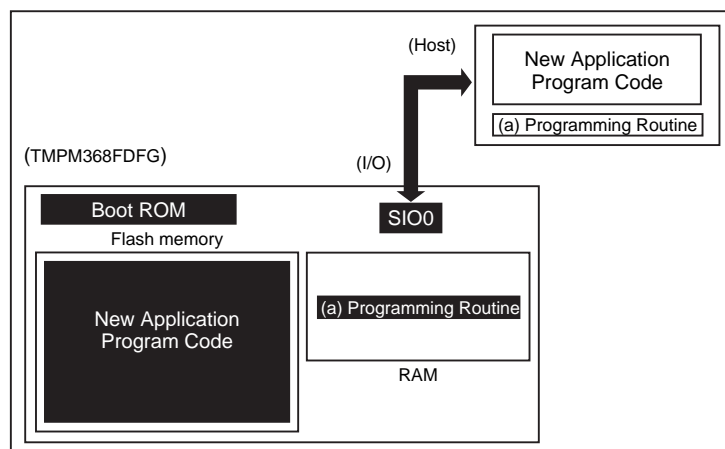 (Host)
New Application
Program Code
(a) Programming Routine
(TMPM368FDFG)
(I/O)
Boot ROM
SIO0
Flash memory
New Application
Program Code
(a) Programming Routine
RAM